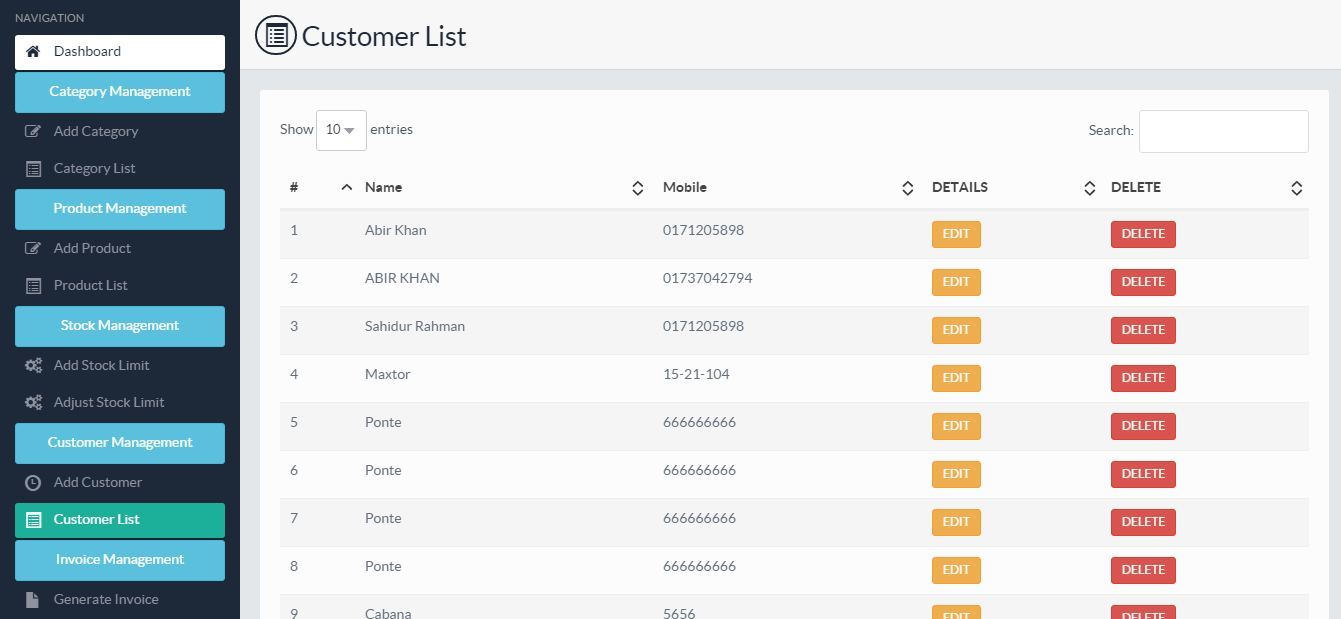 NAVIGATION
Dashboard
Category Management
Add Category
Category List
Product Management
Add Product
Product List
Stock Management
Add Stock Limit
Adjust Stock Limit
Customer Management
Add Customer
Customer List
Invoice Management
Generate Invoice
Customer List
Show 10 entries
Search:
# Name Mobile DETAILS DELETE
1 Abir Khan 0171205898 EDIT DELETE
2 ABIR KHAN 01737042794 EDIT DELETE
3 Sahidur Rahman 0171205898 EDIT DELETE
4 Maxtor 15-21-104 EDIT DELETE
5 Ponte 666666666 EDIT DELETE
6 Ponte 666666666 EDIT DELETE
7 Ponte 666666666 EDIT DELETE
8 Ponte 666666666 EDIT DELETE
9 Cabana 5656 EDIT DELETE